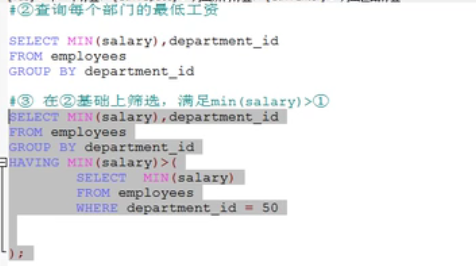 #②查询每个部门的最低工资
SELECT MIN(salary),department_id
FROM employees
GROUP BY department_id
#③ 在②基础上筛选，满足min(salary)>①
SELECT MIN(salary),department_id
FROM employees
GROUP BY department_id
HAVING MIN(salary)>(
SELECT  MIN(salary)
FROM employees
WHERE department_id = 50
);